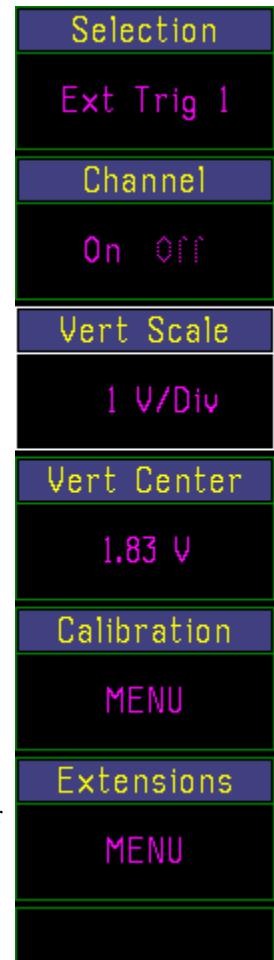 Selection
Ext Trig 1
Channel
On Off
Vert Scale
1 V/Div
Vert Center
1.83 V
Calibration
MENU
Extensions
MENU